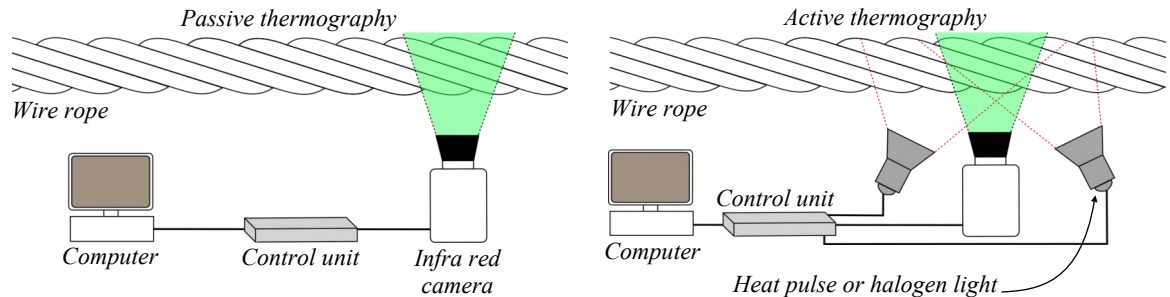 Passive thermography
Wire rope
Computer
Control unit
Infra red
camera
Active thermography
Wire rope
Control unit
Computer
Heat pulse or halogen light